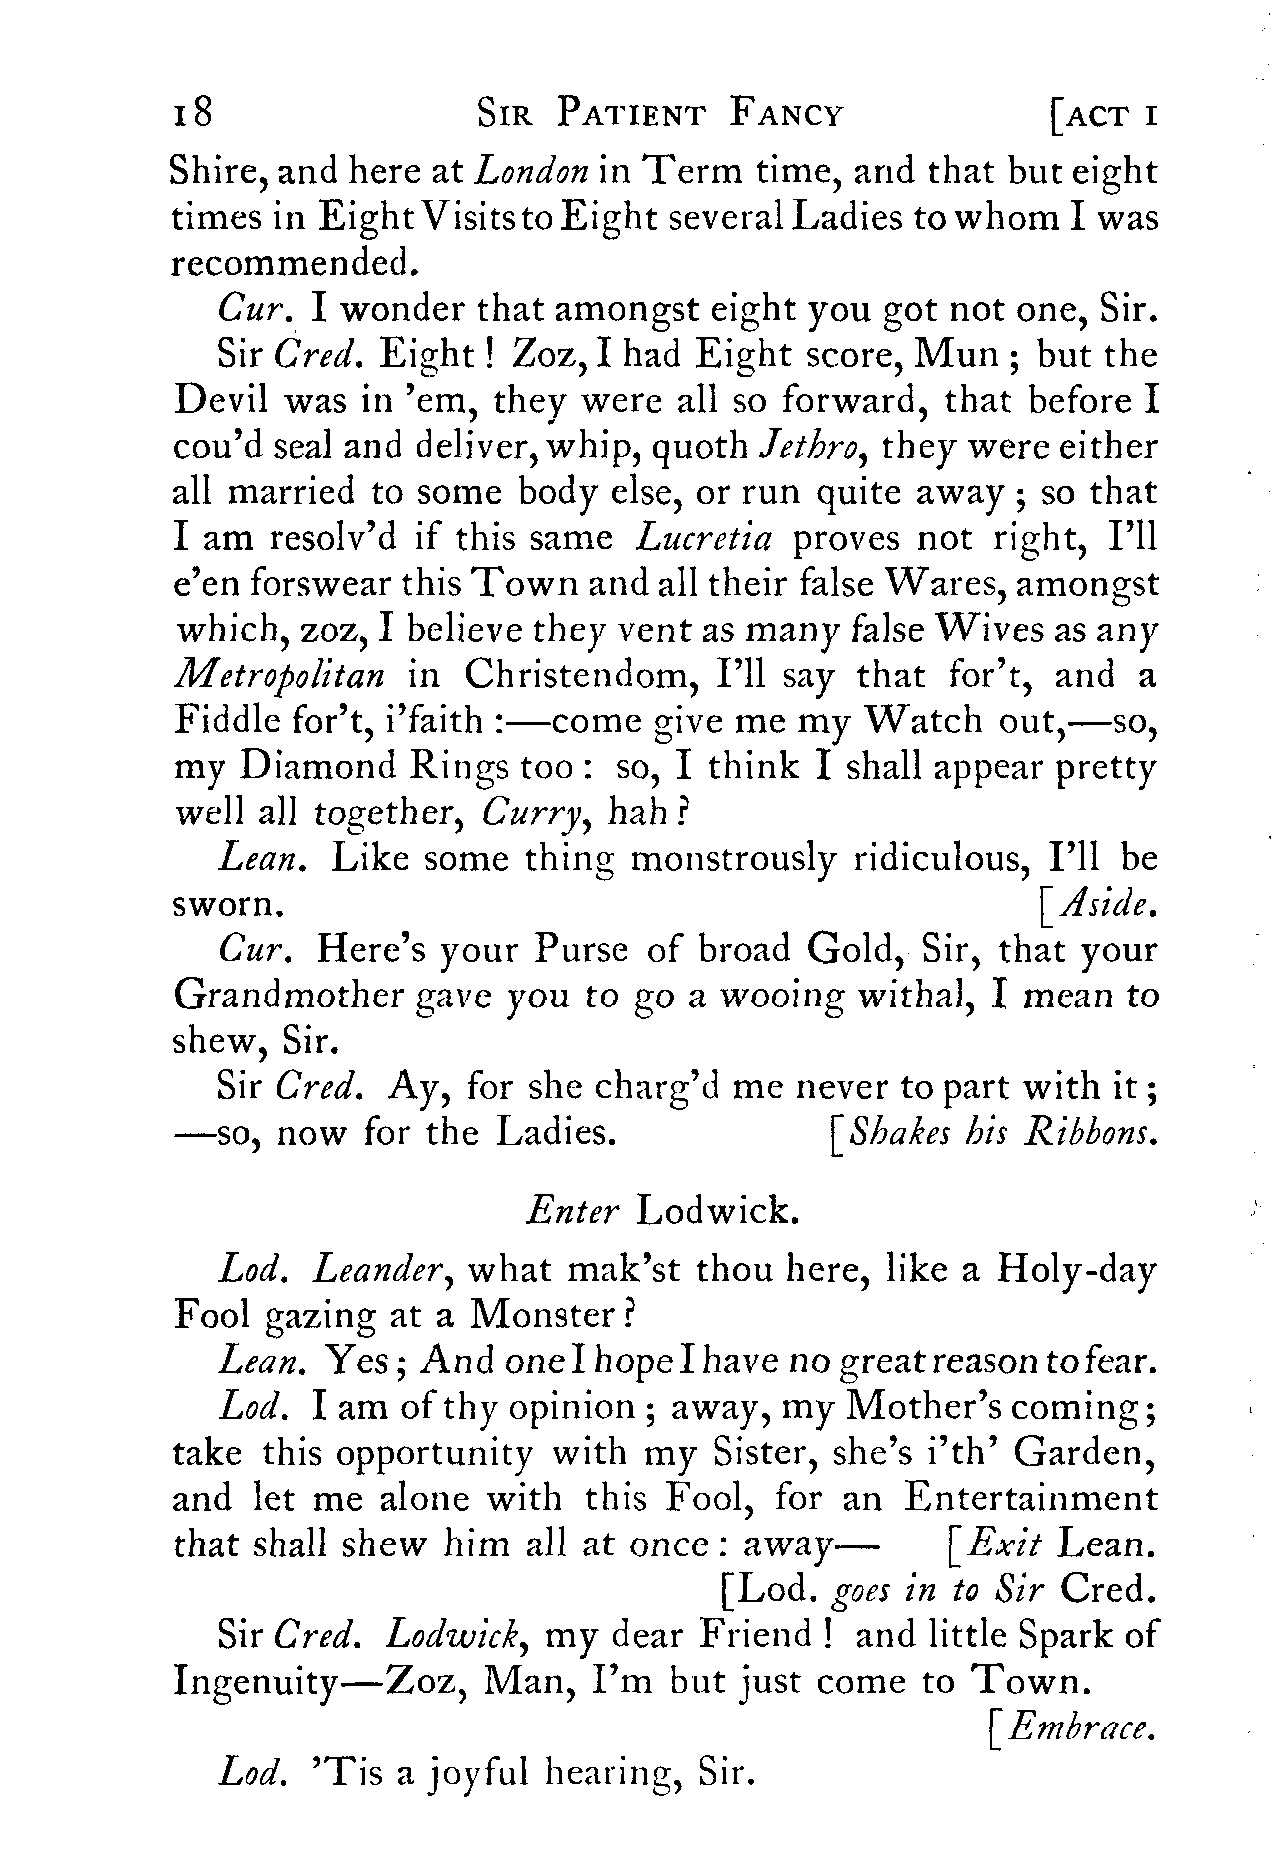 18 SIR PATIENT FANCY [ACT I
Shire, and here at London in Term time, and that but eight
times in Eight Visits to Eight several Ladies to whom I was
recommended.
Cur. I wonder that amongst eight you got not one, Sir.
Sir Cred. Eight! Zoz, I had Eight score, Mun; but the
Devil was in 'em, they were all so forward, that before I
cou'd seal and deliver, whip, quoth Jethro, they were either
all married to some body else, or run quite away; so that
I am resolv'd if this same Lucretia proves not right, I'll
e'en forswear this Town and all their false Wares, amongst
which, zoz, I believe they vent as many false Wives as any
Metropolitan in Christendom, I'll say that for't, and a
Fiddle for't, i'faith:—come give me my Watch out,—so,
my Diamond Rings too: so, I think I shall appear pretty
well all together, Curry, hah?
Lean. Like some thing monstrously ridiculous, I'll be
sworn. [Aside.
Cur. Here's your Purse of broad Gold, Sir, that your
Grandmother gave you to go a wooing withal, I mean to
shew, Sir.
Sir Cred. Ay, for she charg'd me never to part with it;
—so, now for the Ladies. [Shakes his Ribbons.
Enter Lodwick.
Lod. Leander, what mak'st thou here, like a Holy-day
Fool gazing at a Monster?
Lean. Yes; And one I hope I have no great reason to fear.
Lod. I am of thy opinion; away, my Mother's coming;
take this opportunity with my Sister, she's i'th' Garden,
and let me alone with this Fool, for an Entertainment
that shall shew him all at once: away— [Exit Lean.
[Lod. goes in to Sir Cred.
Sir Cred. Lodwick, my dear Friend! and little Spark of
Ingenuity—Zoz, Man, I'm but just come to Town.
[Embrace.
Lod. 'Tis a joyful hearing, Sir.